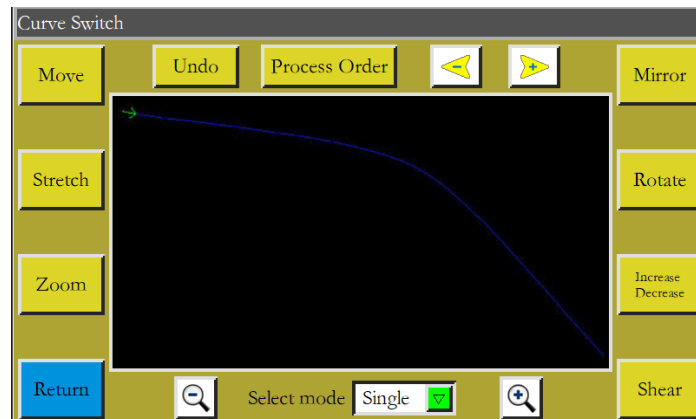 Curve Switch
Move
Undo
Process Order
-
+
Mirror
Stretch
Rotate
Zoom
Increase
Decrease
Return
Select mode
Single
Shear